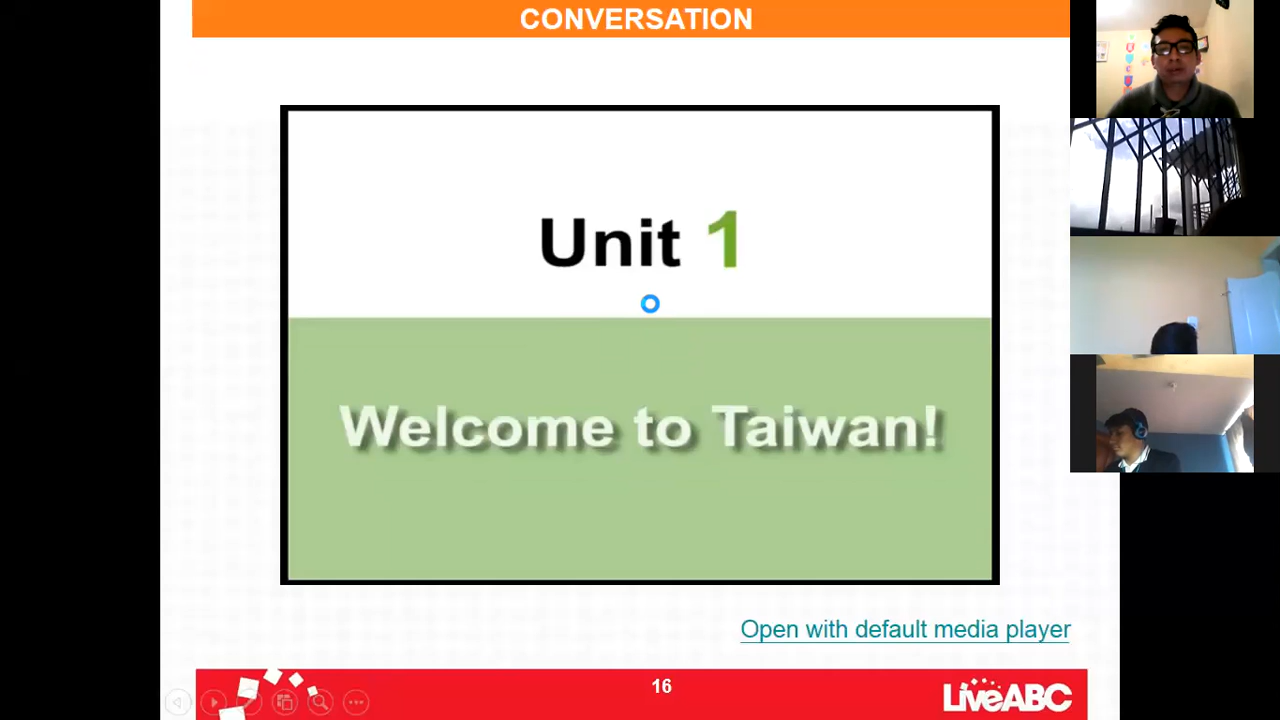 CONVERSATION
Unit 1
Welcome to Taiwan!
Open with default media player
16
LiveABC